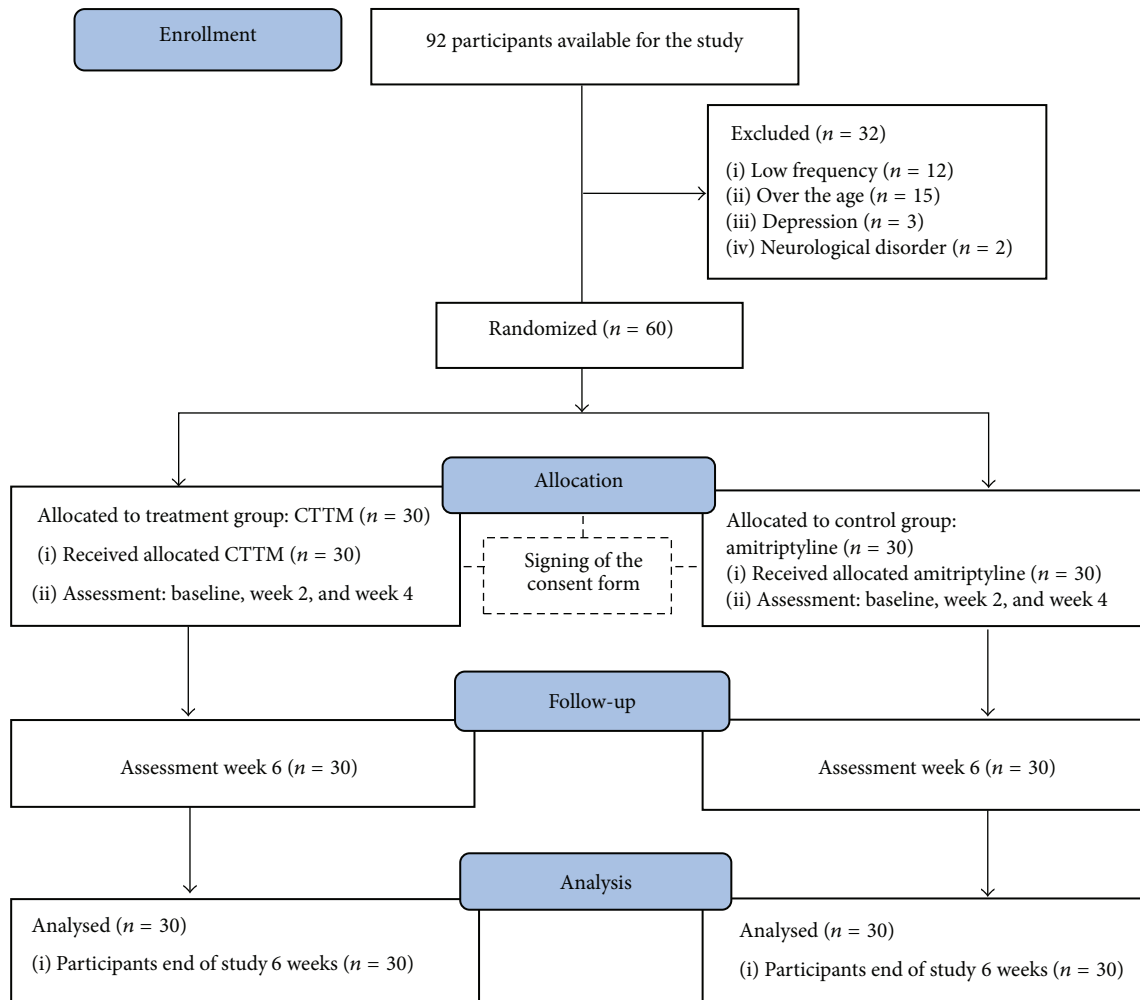 Enrollment
92 participants available for the study
Excluded (n = 32)
(i) Low frequency (n = 12)
(ii) Over the age (n = 15)
(iii) Depression (n = 3)
(iv) Neurological disorder (n = 2)
Randomized (n = 60)
Allocation
Allocated to treatment group: CTTM (n = 30)
(i) Received allocated CTTM (n = 30)
(ii) Assessment: baseline, week 2, and week 4
Signing of the
consent form
Allocated to control group:
amitriptyline (n = 30)
(i) Received allocated amitriptyline (n = 30)
(ii) Assessment: baseline, week 2, and week 4
Follow-up
Assessment week 6 (n = 30)
Assessment week 6 (n = 30)
Analysis
Analysed (n = 30)
(i) Participants end of study 6 weeks (n = 30)
Analysed (n = 30)
(i) Participants end of study 6 weeks (n = 30)